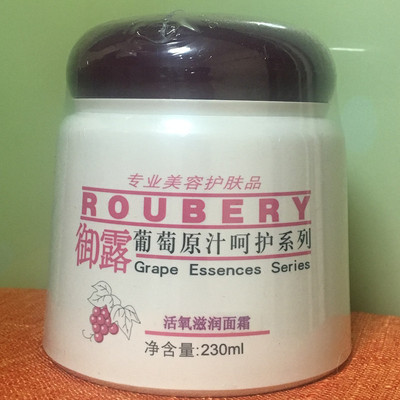 专业美容护肤品
ROUBERY
御露 葡萄原汁呵护系列
Grape Essences Series
活氧滋润面霜
净含量:230ml